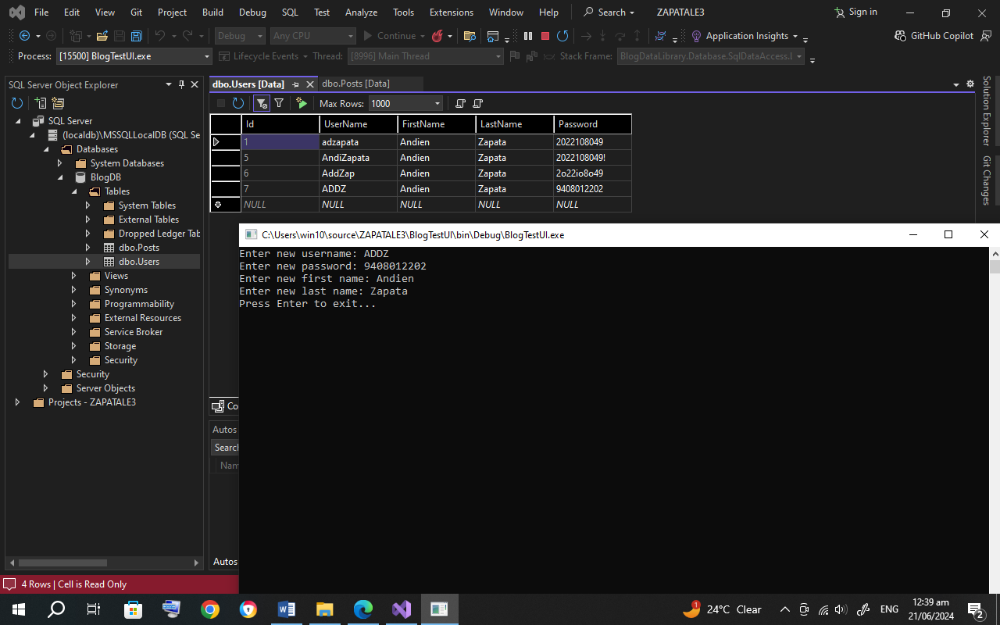 File Edit View Git Project Build Debug SQL Test Analyze Tools Extensions Window Help Search ZAPATALE3 Sign in
Debug Any CPU Continue Application Insights GitHub Copilot
Process: [15500] BlogTestUI.exe Lifecycle Events Thread: [8996] Main Thread Stack Frame: BlogDataLibrary.Database.SqlDataAccess.L
SQL Server Object Explorer
SQL Server
(localdb)\MSSQLLocalDB (SQL Se
Databases
System Databases
BlogDB
Tables
System Tables
External Tables
Dropped Ledger Tab
dbo.Posts
dbo.Users
Views
Synonyms
Programmability
External Resources
Service Broker
Storage
Security
Security
Server Objects
Projects - ZAPATALE3
dbo.Users [Data] dbo.Posts [Data]
Max Rows: 1000
Id UserName FirstName LastName Password
1 adzapata Andien Zapata 2022108049
5 AndiZapata Andien Zapata 2022108049!
6 AddZap Andien Zapata 2o22io8o49
7 ADDZ Andien Zapata 9408012202
NULL NULL NULL NULL NULL
Solution Explorer
Git Changes
Co
Autos
Search
Nam
Autos
C:\Users\win10\source\ZAPATALE3\BlogTestUI\bin\Debug\BlogTestUI.exe
Enter new username: ADDZ
Enter new password: 9408012202
Enter new first name: Andien
Enter new last name: Zapata
Press Enter to exit...
4 Rows | Cell is Read Only
1 24°C Clear ENG 12:39 am
21/06/2024 2